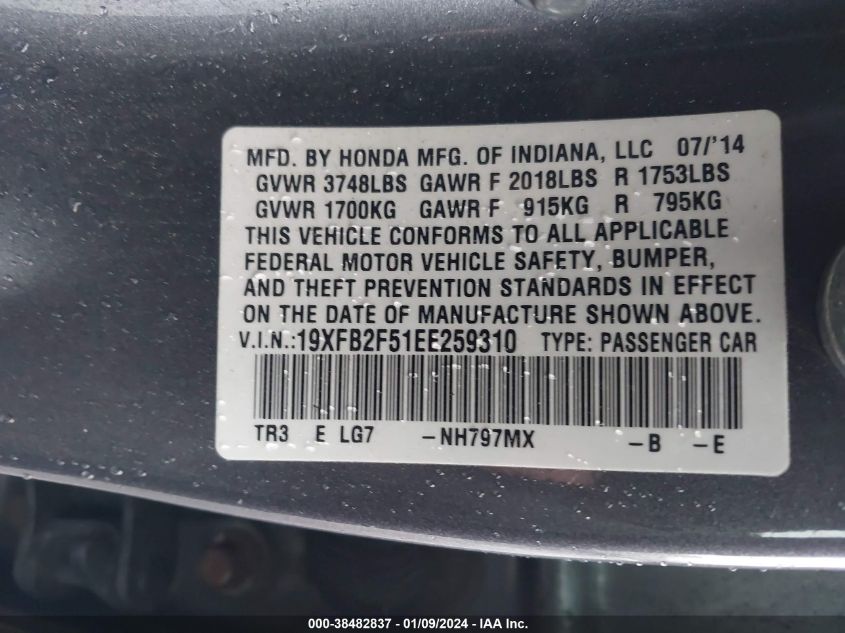 MFD. BY HONDA MFG. OF INDIANA, LLC 07/'14
GVWR 3748LBS GAWR F 2018LBS R 1753LBS
GVWR 1700KG GAWR F 915KG R 795KG
THIS VEHICLE CONFORMS TO ALL APPLICABLE
FEDERAL MOTOR VEHICLE SAFETY, BUMPER,
AND THEFT PREVENTION STANDARDS IN EFFECT
ON THE DATE OF MANUFACTURE SHOWN ABOVE.
V.I.N.:19XFB2F51EE259310 TYPE: PASSENGER CAR
TR3 E LG7 -NH797MX -B -E
000-38482837 - 01/09/2024 - IAA Inc.